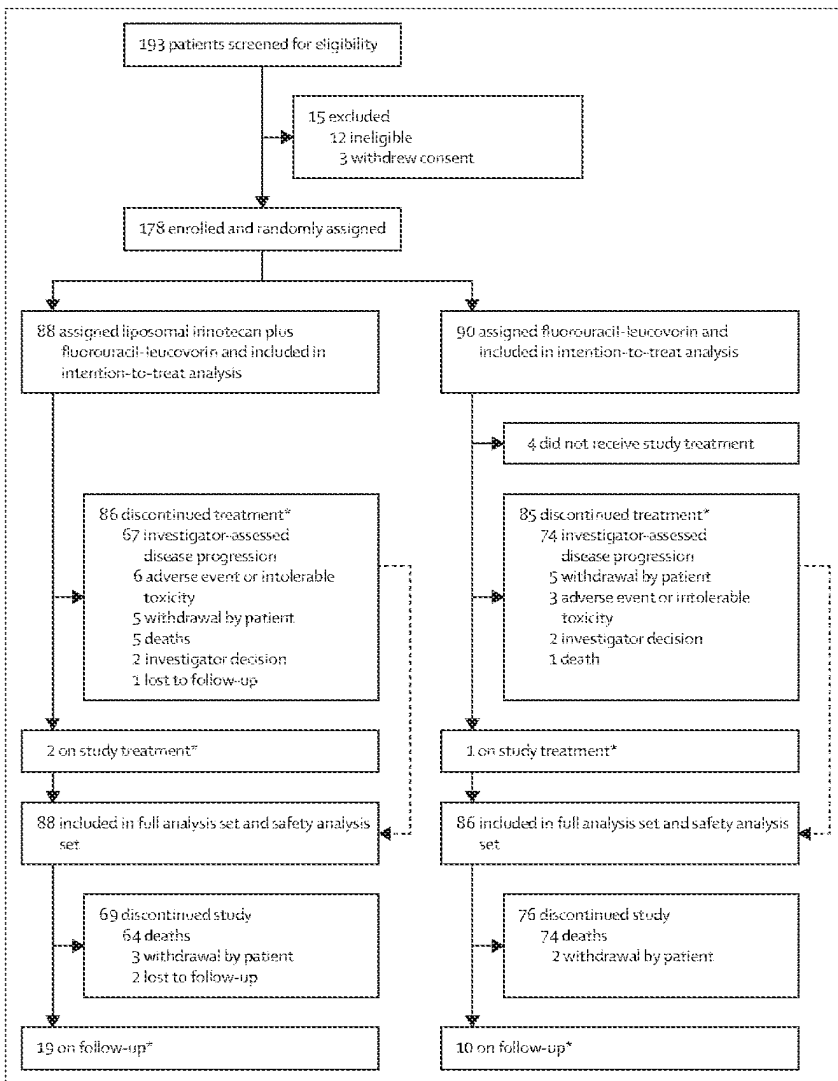 193 patients screened for eligibility
15 excluded
12 ineligible
3 withdrew consent
178 enrolled and randomly assigned
88 assigned liposomal irinotecan plus
fluorouracil-leucovorin and included in
intention-to-treat analysis
90 assigned fluorouracil-leucovorin and
included in intention-to-treat analysis
4 did not receive study treatment
86 discontinued treatment*
67 investigator-assessed
disease progression
6 adverse event or intolerable
toxicity
5 withdrawal by patient
5 deaths
2 investigator decision
1 lost to follow-up
85 discontinued treatment*
74 investigator-assessed
disease progression
5 withdrawal by patient
3 adverse event or intolerable
toxicity
2 investigator decision
1 death
2 on study treatment*
1 on study treatment*
88 included in full analysis set and safety analysis
set
86 included in full analysis set and safety analysis
set
69 discontinued study
64 deaths
3 withdrawal by patient
2 lost to follow-up
76 discontinued study
74 deaths
2 withdrawal by patient
19 on follow-up*
10 on follow-up*